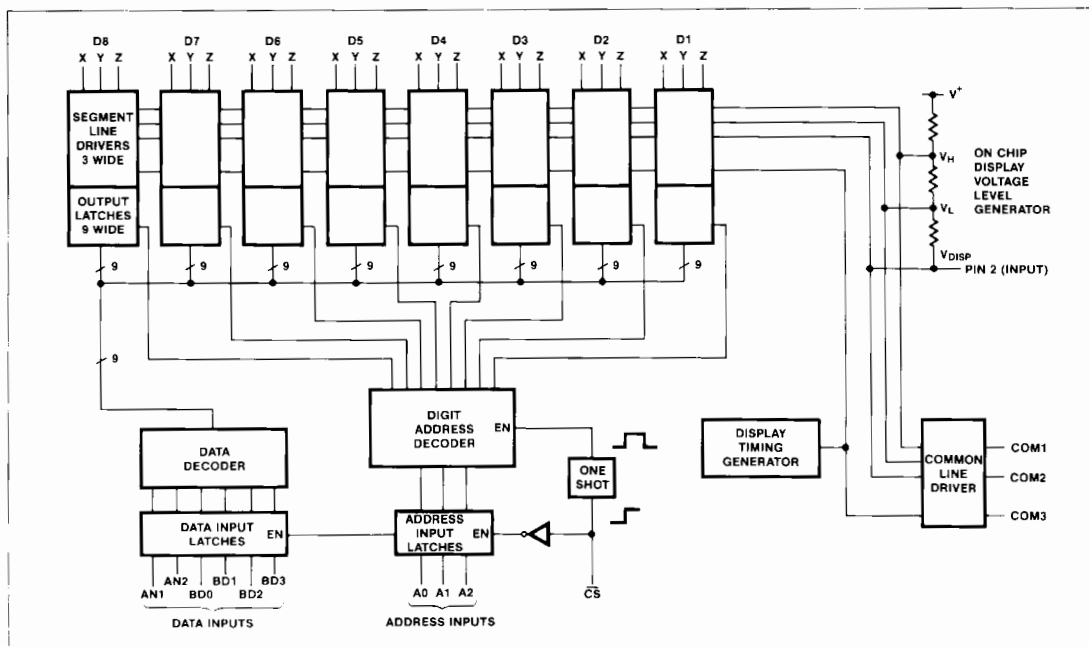 D8 D7 D6 D5 D4 D3 D2 D1
X Y Z X Y Z X Y Z X Y Z X Y Z X Y Z X Y Z X Y Z
SEGMENT
LINE
DRIVERS
3 WIDE
OUTPUT
LATCHES
9 WIDE
V+
VH
VL
VDISP
PIN 2 (INPUT)
ON CHIP
DISPLAY
VOLTAGE
LEVEL
GENERATOR
9 9 9 9 9 9 9 9
9
DATA
DECODER
DATA INPUT
LATCHES
EN
AN1 AN2 BD0 BD1 BD2 BD3
DATA INPUTS
DIGIT
ADDRESS
DECODER
EN
ONE
SHOT
ADDRESS
INPUT
LATCHES
EN
A0 A1 A2
ADDRESS INPUTS
C̅S̅
DISPLAY
TIMING
GENERATOR
COMMON
LINE
DRIVER
COM1
COM2
COM3